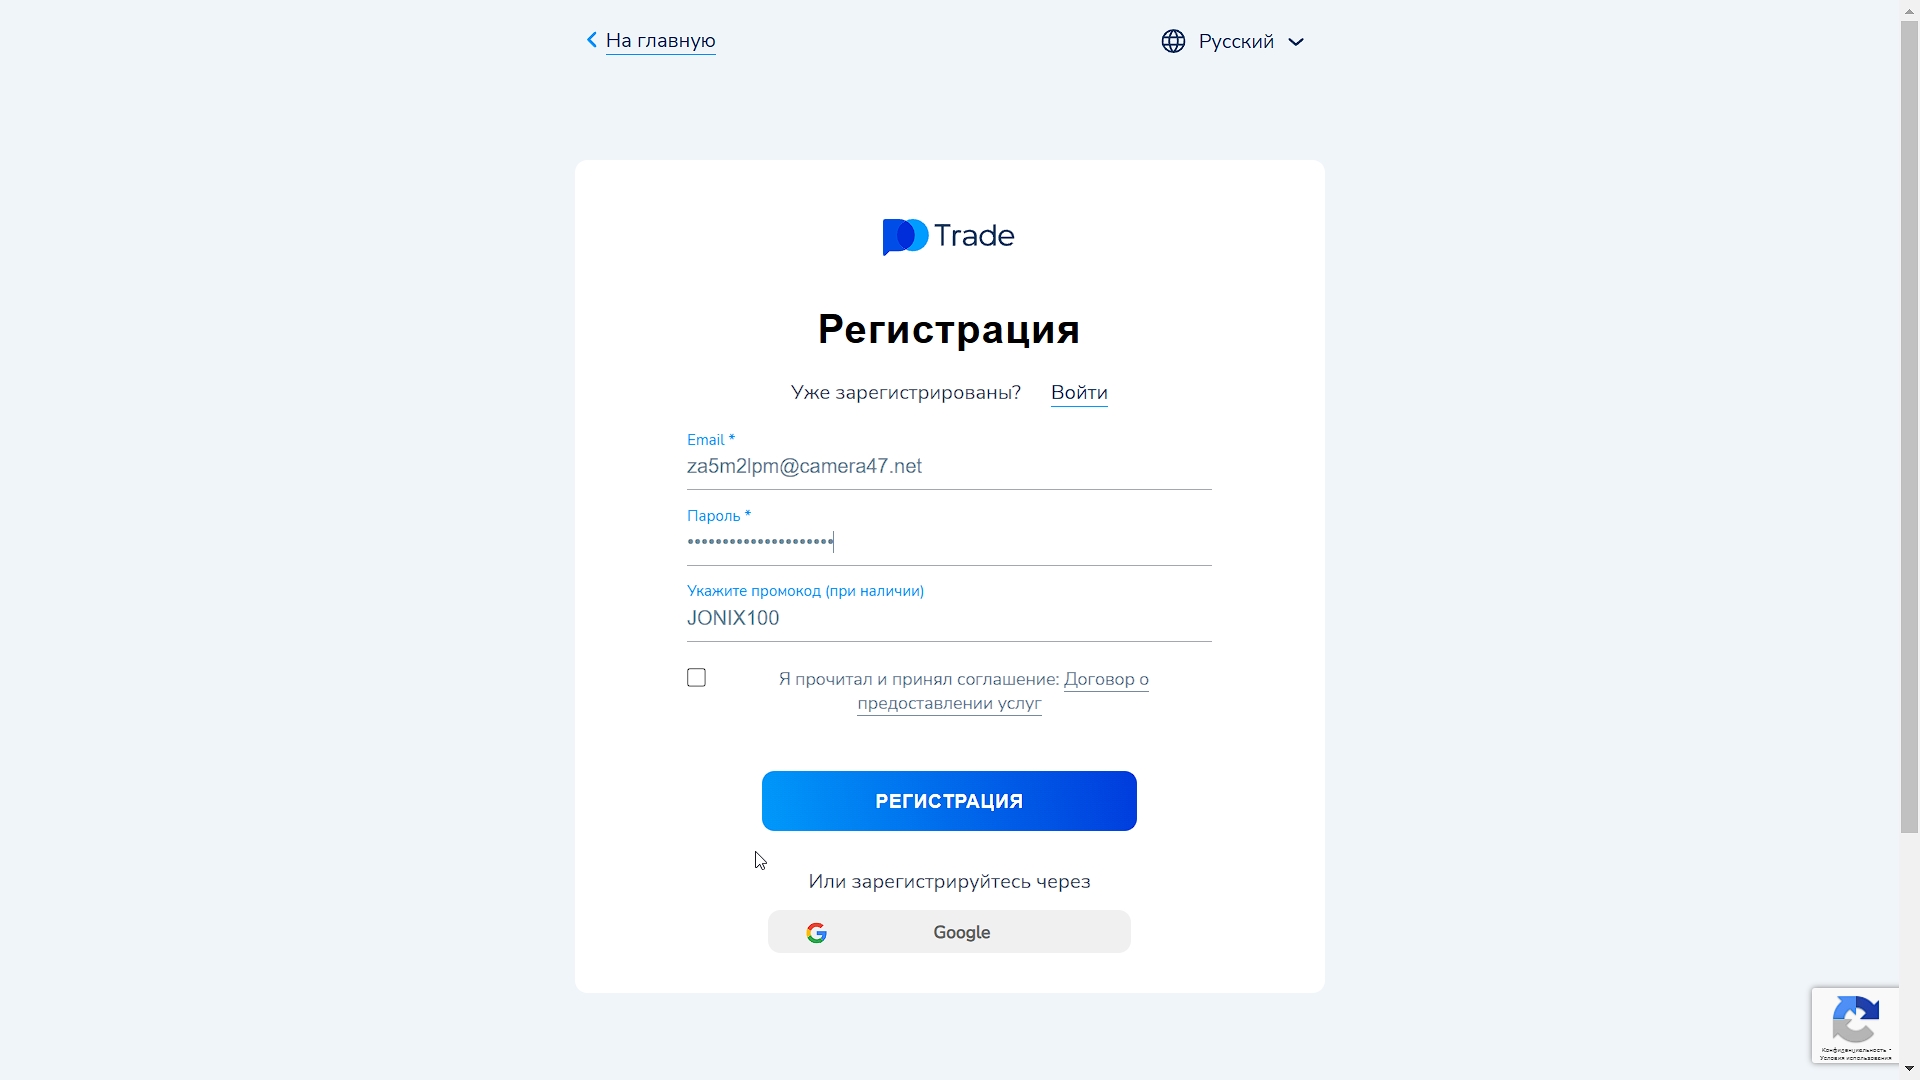 На главную
Русский
Trade
Регистрация
Уже зарегистрированы? Войти
Email *
za5m2lpm@camera47.net
Пароль *
•••••••••••••••••••••
Укажите промокод (при наличии)
JONIX100
Я прочитал и принял соглашение: Договор о
предоставлении услуг
РЕГИСТРАЦИЯ
Или зарегистрируйтесь через
Google
Конфиденциальность -
Условия использования